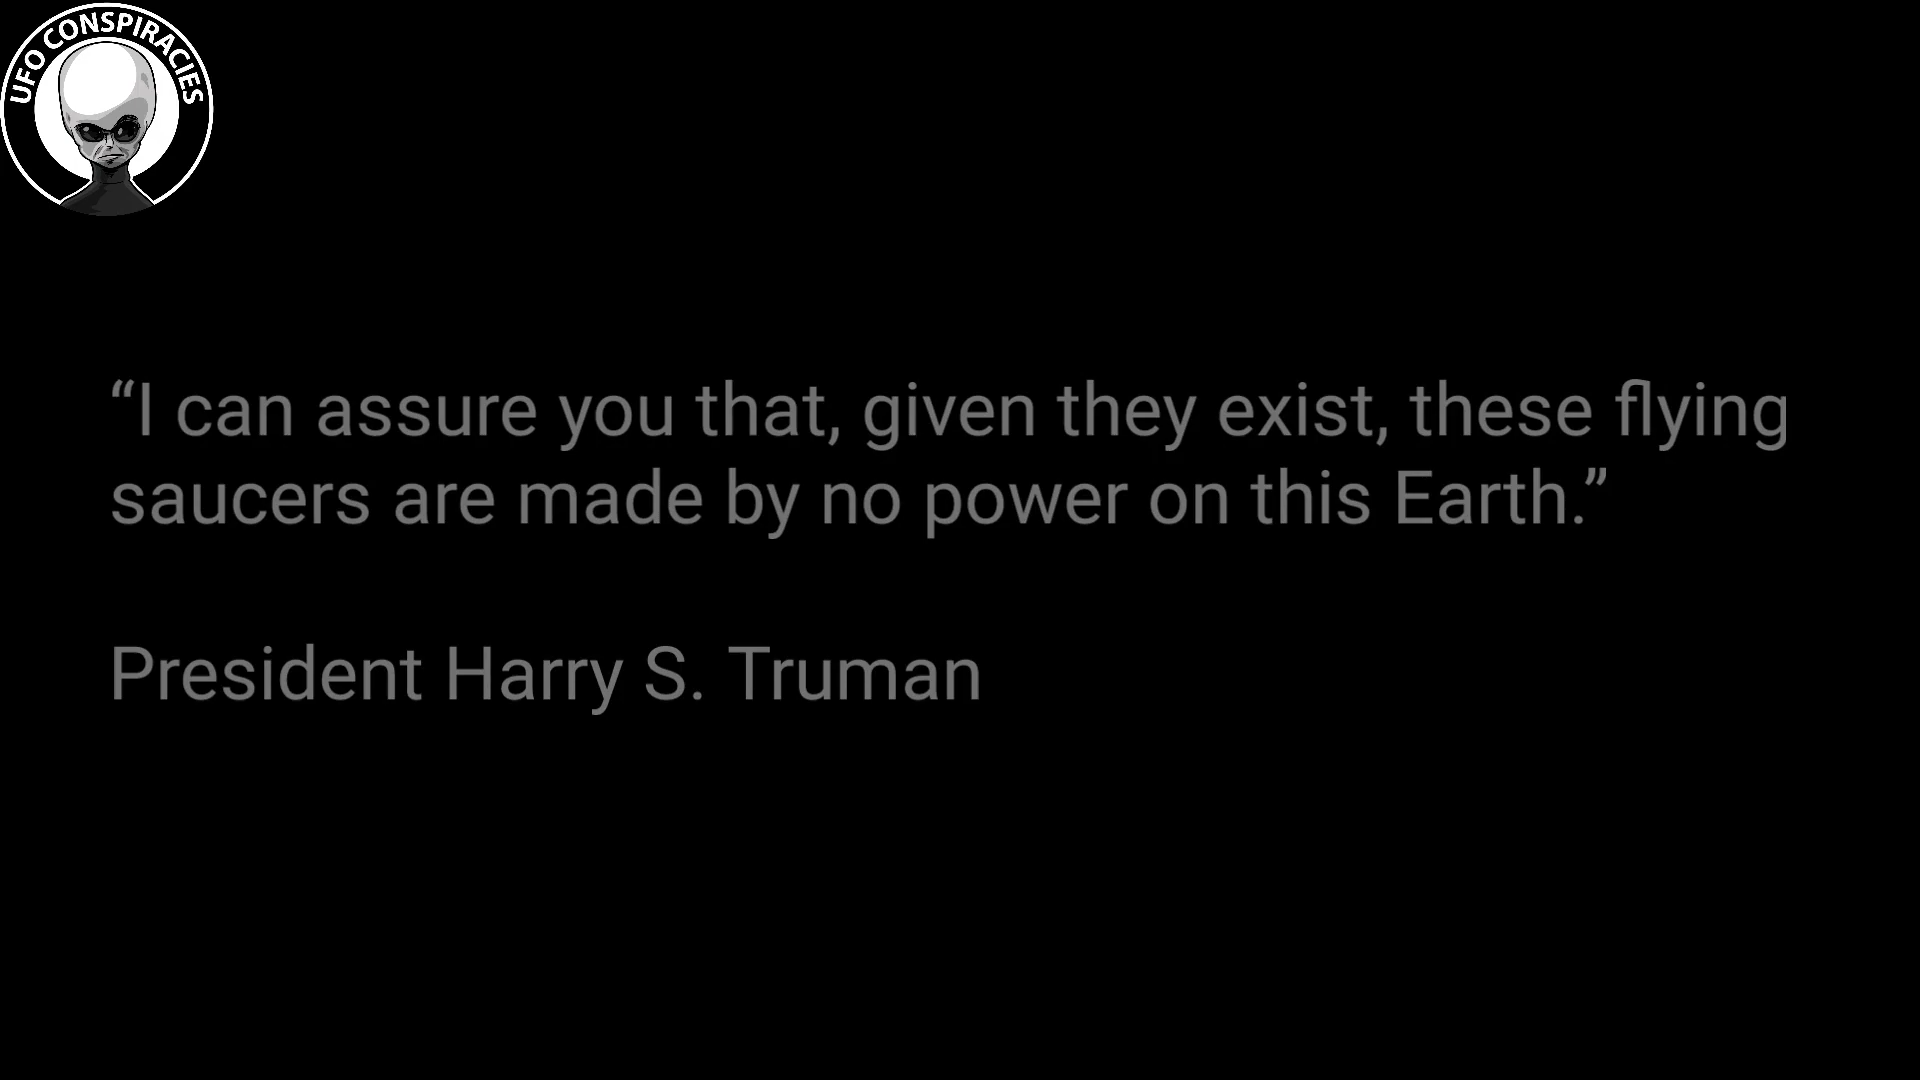 UFO CONSPIRACIES
“I can assure you that, given they exist, these flying
saucers are made by no power on this Earth.”
President Harry S. Truman